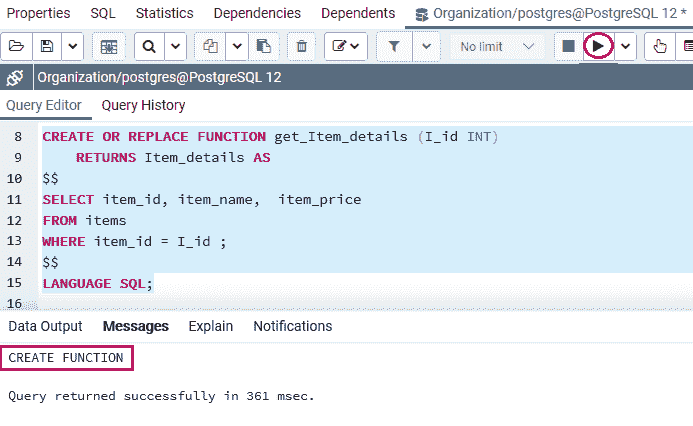 Properties SQL Statistics Dependencies Dependents Organization/postgres@PostgreSQL 12 *
No limit
Organization/postgres@PostgreSQL 12
Query Editor Query History
8 CREATE OR REPLACE FUNCTION get_Item_details (I_id INT)
9 RETURNS Item_details AS
10 $$
11 SELECT item_id, item_name, item_price
12 FROM items
13 WHERE item_id = I_id ;
14 $$
15 LANGUAGE SQL;
16
Data Output Messages Explain Notifications
CREATE FUNCTION
Query returned successfully in 361 msec.